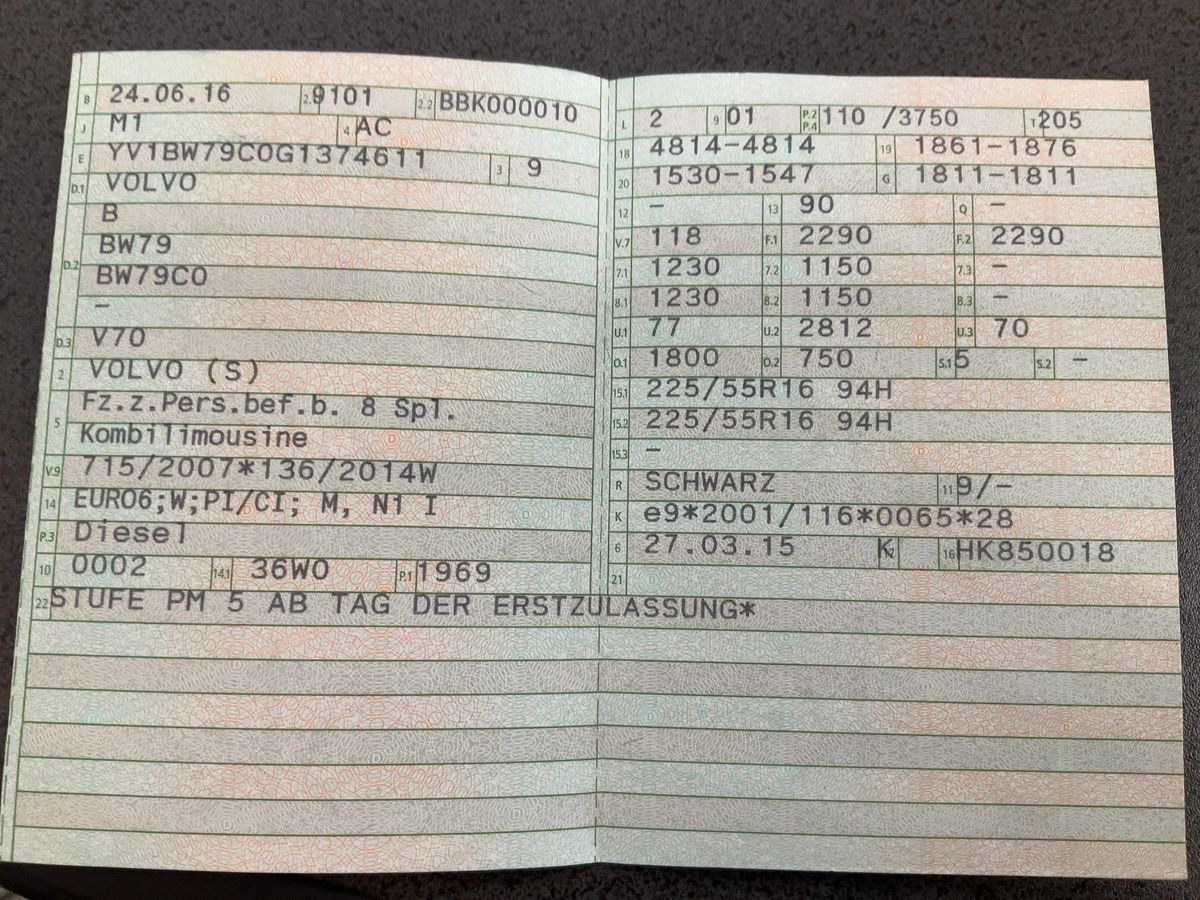 B 24.06.16 2.1 9101 2.2 BBK000010
J M1 4 AC
E YV1BW79C0G1374611 3 9
D.1 VOLVO
D.2 B
BW79
BW79C0
–
D.3 V70
2 VOLVO (S)
5 Fz.z.Pers.bef.b. 8 Spl.
Kombilimousine
V.9 715/2007*136/2014W
14 EURO6;W;PI/CI; M, N1 I
P.3 Diesel
10 0002 14.1 36W0 P.1 1969
22 STUFE PM 5 AB TAG DER ERSTZULASSUNG*
L 2 9 01 P.2 P.4 110 /3750 T 205
18 4814-4814 19 1861-1876
20 1530-1547 G 1811-1811
12 – 13 90 Q –
V.7 118 F.1 2290 F.2 2290
7.1 1230 7.2 1150 7.3 –
8.1 1230 8.2 1150 8.3 –
U.1 77 U.2 2812 U.3 70
O.1 1800 O.2 750 S.1 5 S.2 –
15.1 225/55R16 94H
15.2 225/55R16 94H
15.3 –
R SCHWARZ 11 9/–
K e9*2001/116*0065*28
6 27.03.15 K 16 HK850018
21